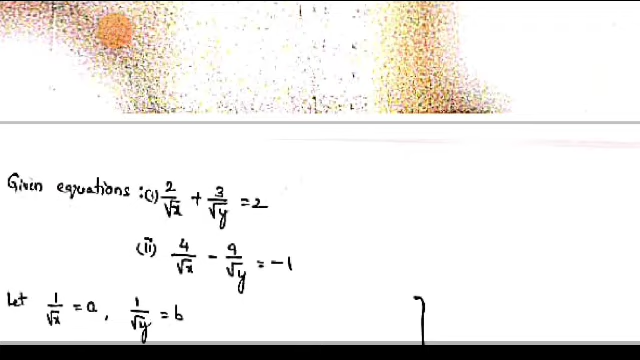 Given equations :(i) 2/√x + 3/√y = 2
(ii) 4/√x - 9/√y = -1
Let 1/√x = a, 1/√y = b